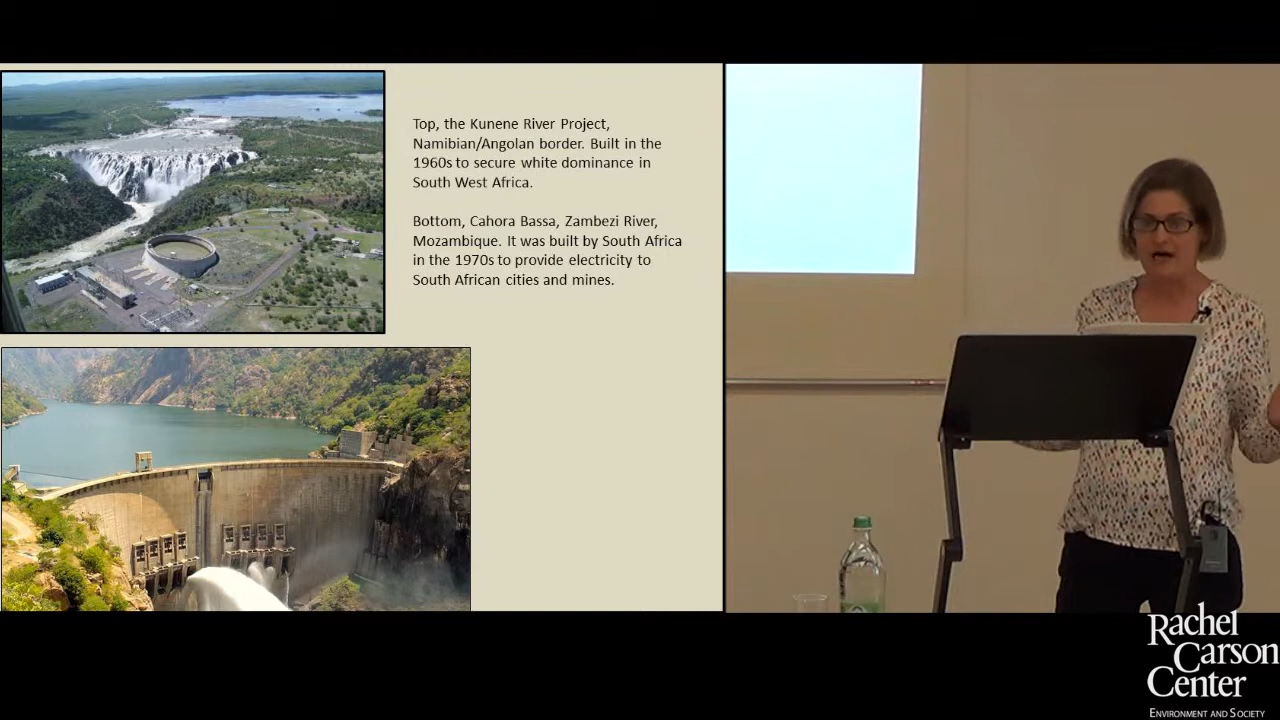 Top, the Kunene River Project,
Namibian/Angolan border. Built in the
1960s to secure white dominance in
South West Africa.
Bottom, Cahora Bassa, Zambezi River,
Mozambique. It was built by South Africa
in the 1970s to provide electricity to
South African cities and mines.
Rachel
Carson
Center
ENVIRONMENT AND SOCIETY